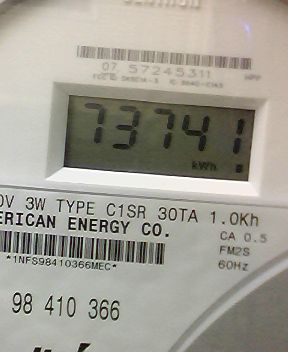 07 57245311
73741
kWh
0V 3W TYPE C1SR 30TA 1.0Kh
ERICAN ENERGY CO.
CA 0.5
FM2S
*1NFS98410366MEC*
60Hz
98 410 366